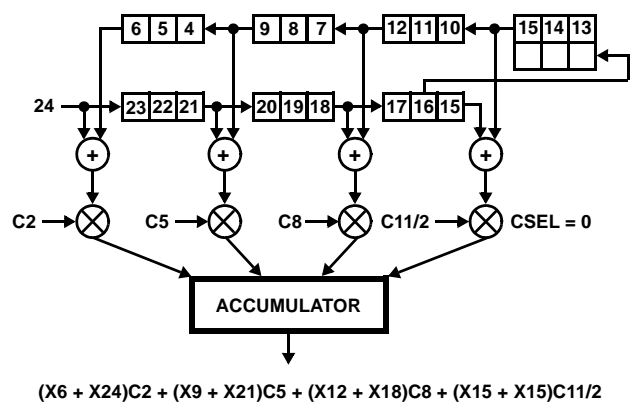 6 5 4 9 8 7 12 11 10 15 14 13
24 23 22 21 20 19 18 17 16 15
+ + + +
C2 C5 C8 C11/2 CSEL = 0
ACCUMULATOR
(X6 + X24)C2 + (X9 + X21)C5 + (X12 + X18)C8 + (X15 + X15)C11/2